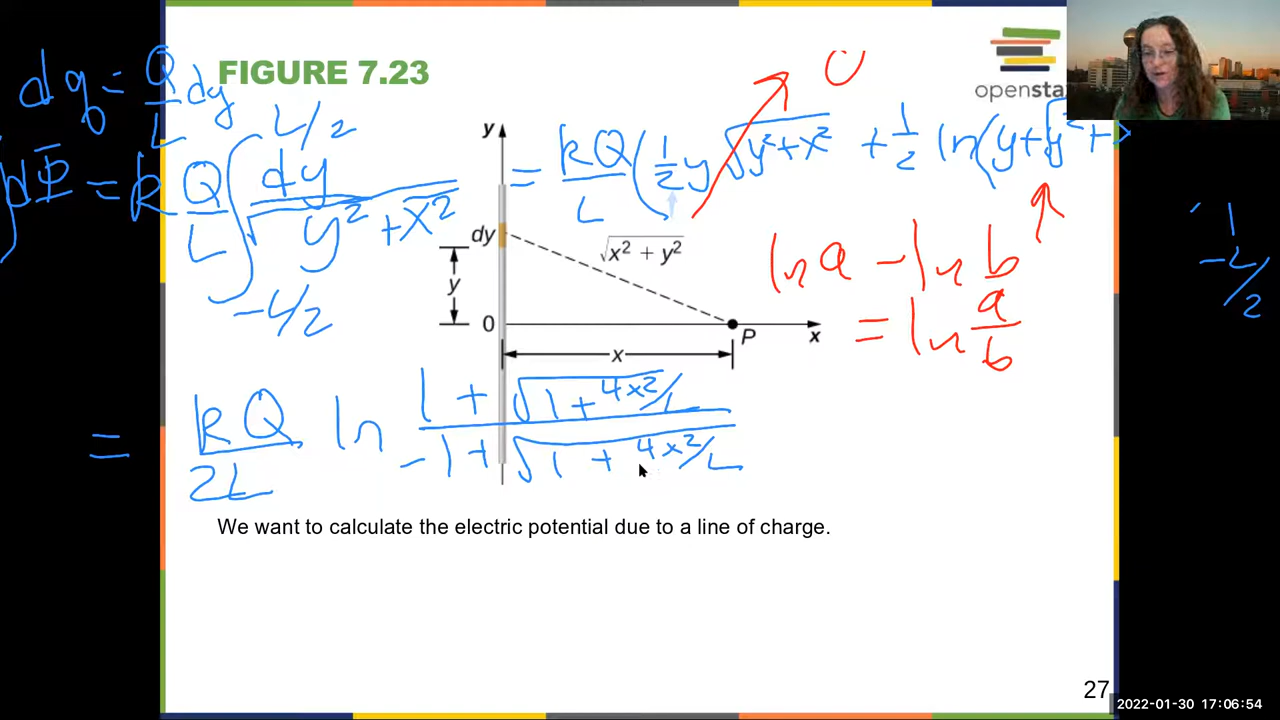 FIGURE 7.23
openstax
dq = Q/L dy
∫dΦ = kQ/L ∫_{-L/2}^{L/2} dy/√(y² + x²)
= kQ/L (1/2 y √(y² + x²) + 1/2 ln(y + √(y² +
0
-L/2
y
dy
√(x² + y²)
y
0
P
x
x
ln a - ln b
= ln a/b
= kQ/2L ln (1 + √(1 + 4x²/L))/(-1 + √(1 + 4x²/L))
We want to calculate the electric potential due to a line of charge.
27
2022-01-30 17:06:54